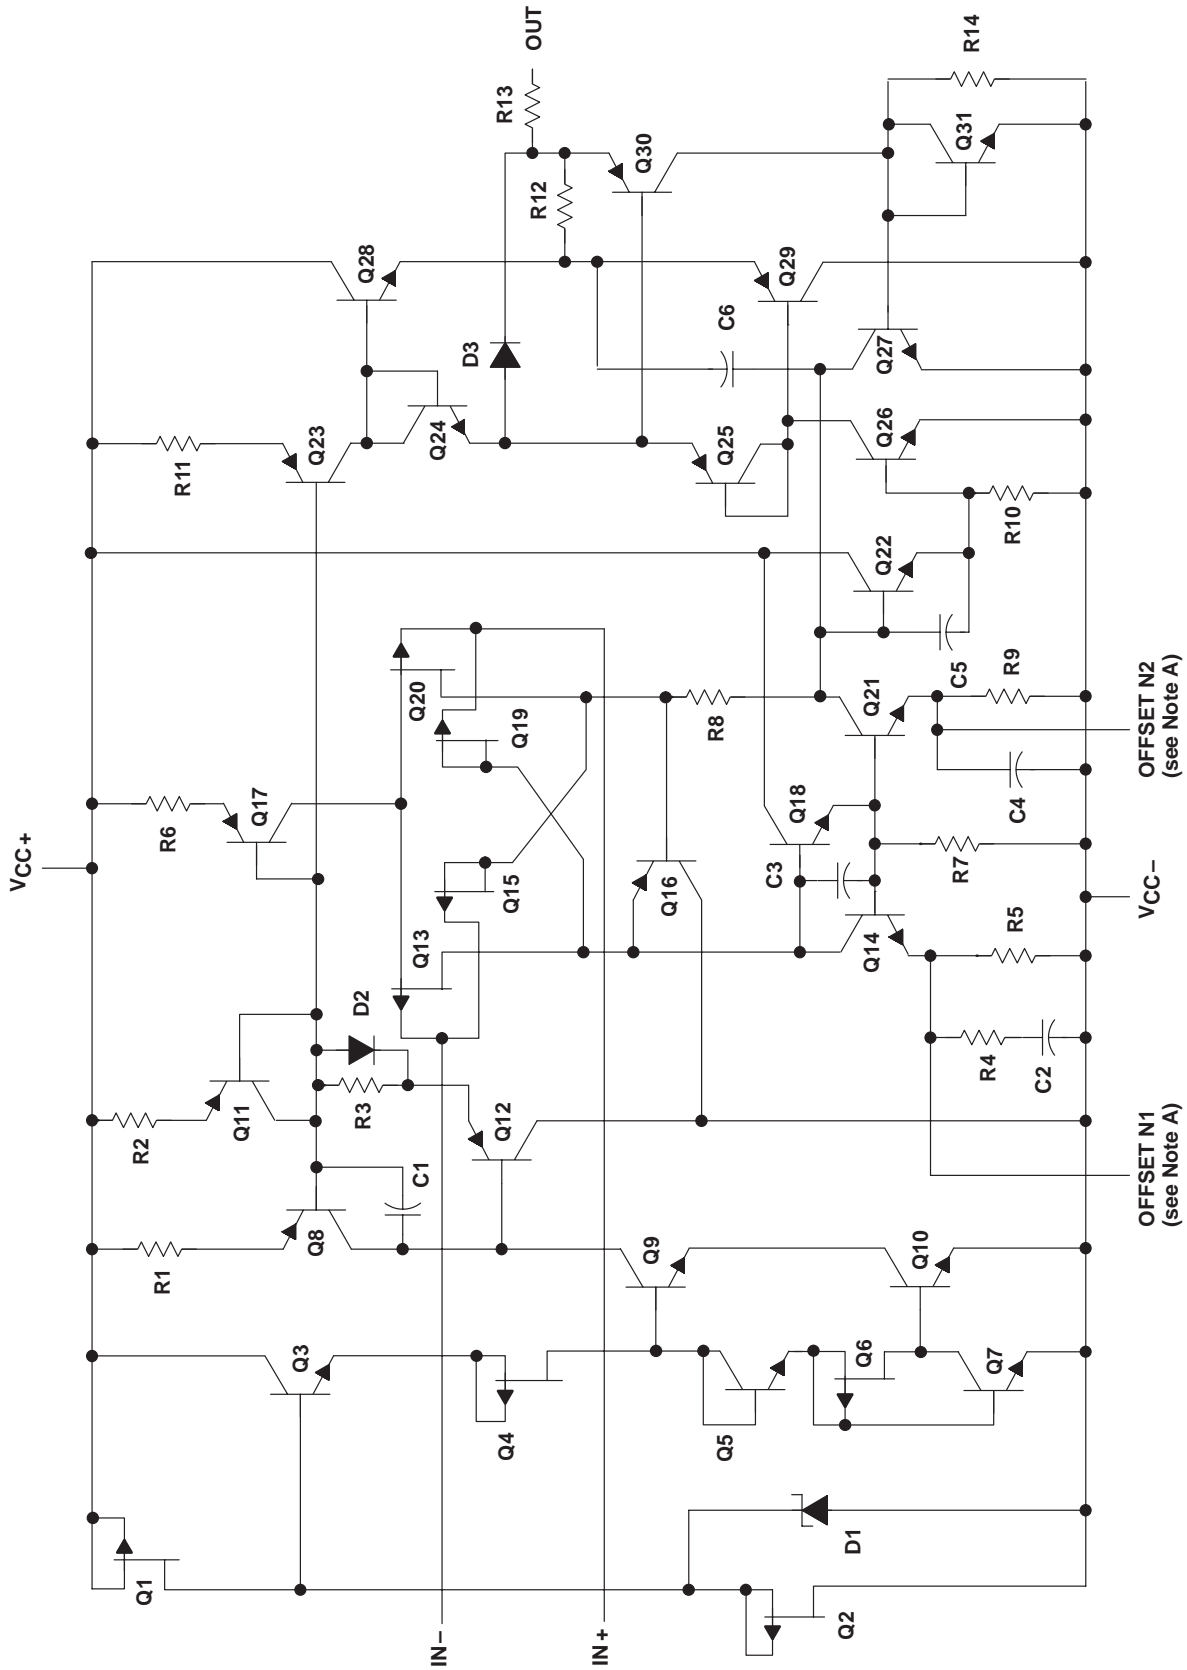 VCC+
R1
R2
R6
R11
Q1
Q3
Q8
Q11
Q17
Q23
Q28
C1
R3
D2
Q12
Q4
Q13
Q15
Q20
Q19
Q24
D3
R12
R13
OUT
IN−
IN+
Q9
Q16
R8
Q25
C6
Q29
Q30
Q5
Q6
Q7
Q10
C3
Q18
Q14
Q21
Q22
Q26
Q27
Q31
R14
D1
Q2
R4
C2
R5
R7
C4
R9
C5
R10
OFFSET N1
(see Note A)
VCC−
OFFSET N2
(see Note A)